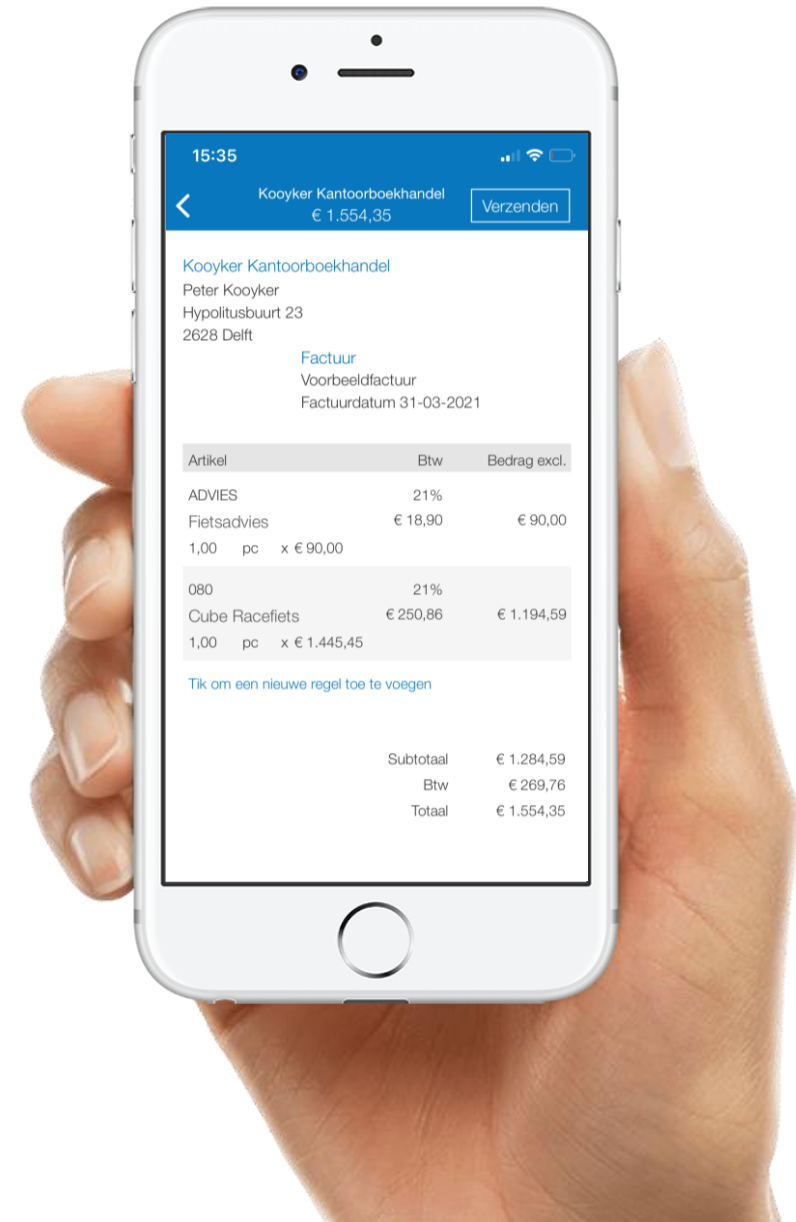 15:35
Kooyker Kantoorboekhandel
€ 1.554,35
Verzenden
Kooyker Kantoorboekhandel
Peter Kooyker
Hypolitusbuurt 23
2628 Delft
Factuur
Voorbeeldfactuur
Factuurdatum 31-03-2021
Artikel Btw Bedrag excl.
ADVIES 21%
Fietsadvies € 18,90 € 90,00
1,00 pc x € 90,00
080 21%
Cube Racefiets € 250,86 € 1.194,59
1,00 pc x € 1.445,45
Tik om een nieuwe regel toe te voegen
Subtotaal € 1.284,59
Btw € 269,76
Totaal € 1.554,35